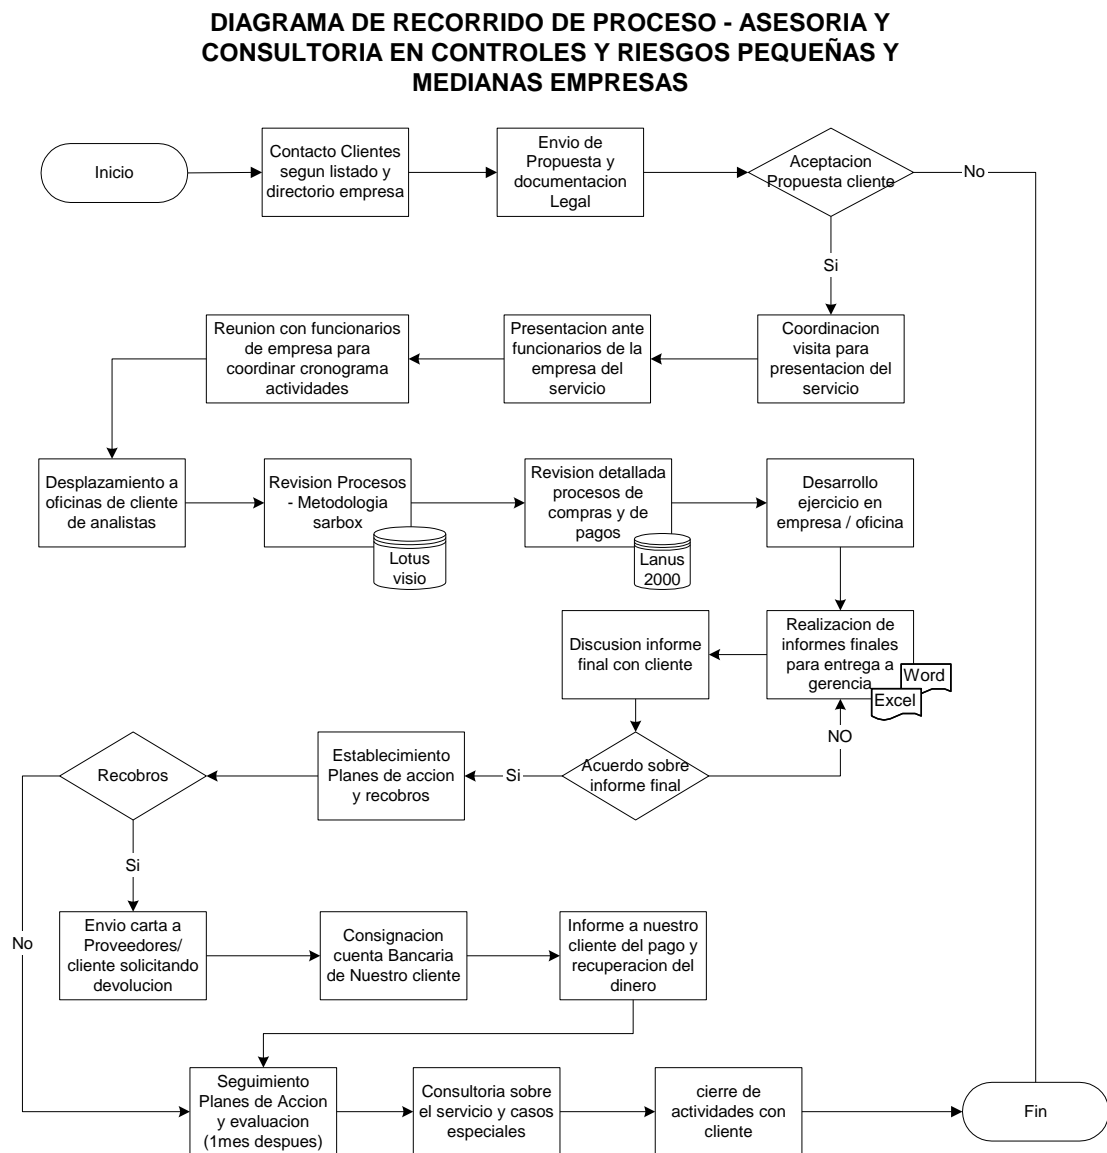 DIAGRAMA DE RECORRIDO DE PROCESO - ASESORIA Y
CONSULTORIA EN CONTROLES Y RIESGOS PEQUEÑAS Y
MEDIANAS EMPRESAS
Inicio
Contacto Clientes
segun listado y
directorio empresa
Envio de
Propuesta y
documentacion
Legal
Aceptacion
Propuesta cliente
No
Si
Coordinacion
visita para
presentacion del
servicio
Presentacion ante
funcionarios de la
empresa del
servicio
Reunion con funcionarios
de empresa para
coordinar cronograma
actividades
Desplazamiento a
oficinas de cliente
de analistas
Revision Procesos
- Metodologia
sarbox
Lotus
visio
Revision detallada
procesos de
compras y de
pagos
Lanus
2000
Desarrollo
ejercicio en
empresa / oficina
Realizacion de
informes finales
para entrega a
gerencia
Word
Excel
Discusion informe
final con cliente
NO
Acuerdo sobre
informe final
Si
Establecimiento
Planes de accion
y recobros
Recobros
Si
No
Envio carta a
Proveedores/
cliente solicitando
devolucion
Consignacion
cuenta Bancaria
de Nuestro cliente
Informe a nuestro
cliente del pago y
recuperacion del
dinero
Seguimiento
Planes de Accion
y evaluacion
(1mes despues)
Consultoria sobre
el servicio y casos
especiales
cierre de
actividades con
cliente
Fin